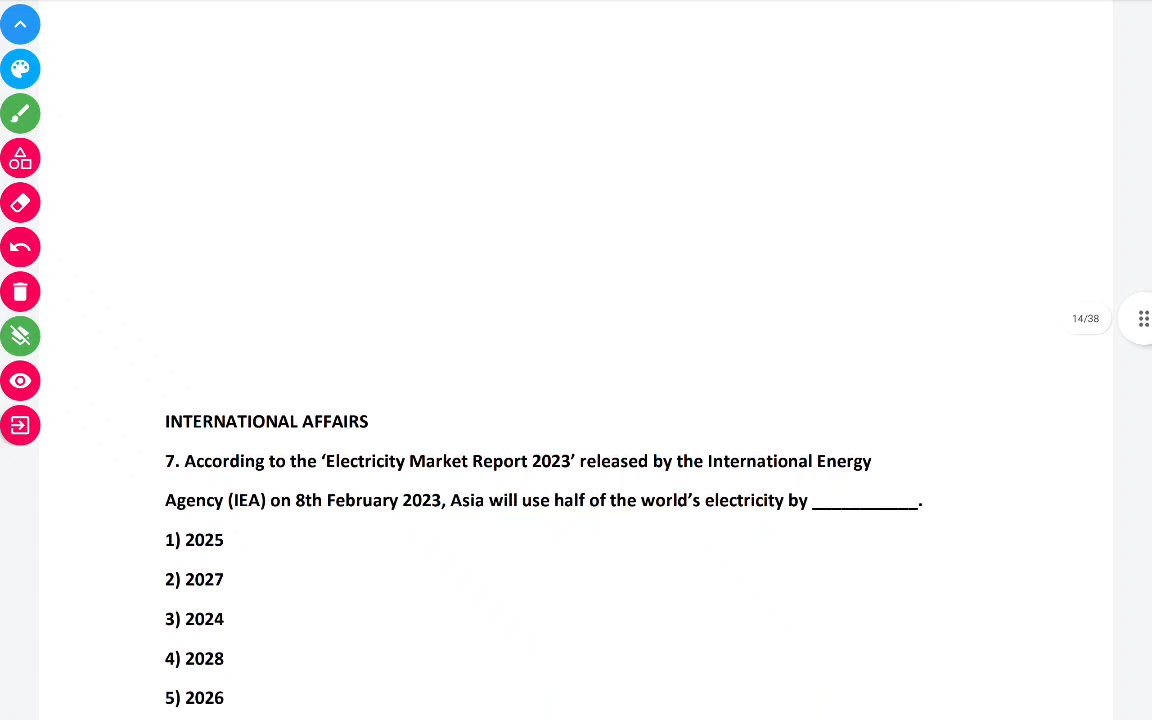 14/38
INTERNATIONAL AFFAIRS
7. According to the ‘Electricity Market Report 2023’ released by the International Energy
Agency (IEA) on 8th February 2023, Asia will use half of the world’s electricity by ___________.
1) 2025
2) 2027
3) 2024
4) 2028
5) 2026